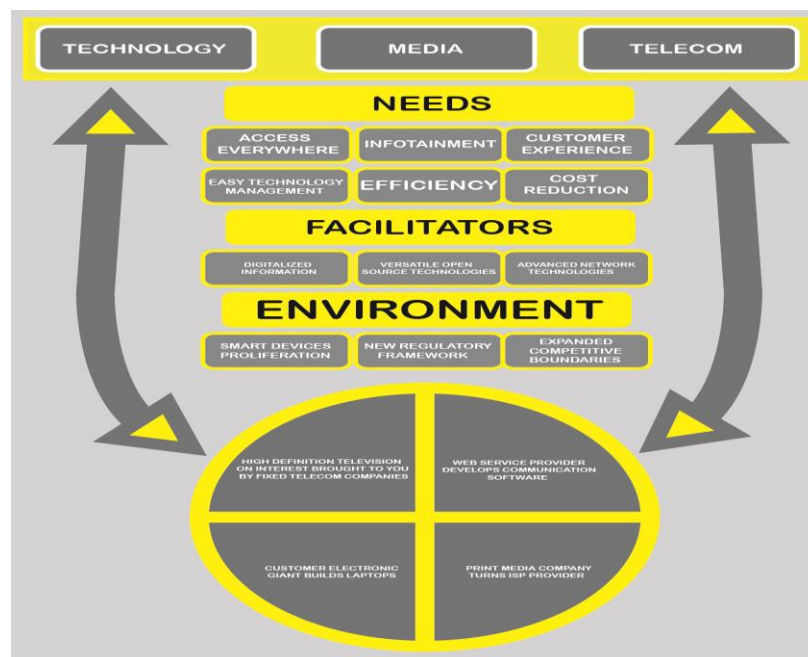 TECHNOLOGY
MEDIA
TELECOM
NEEDS
ACCESS
EVERYWHERE
INFOTAINMENT
CUSTOMER
EXPERIENCE
EASY TECHNOLOGY
MANAGEMENT
EFFICIENCY
COST
REDUCTION
FACILITATORS
DIGITALIZED
INFORMATION
VERSATILE OPEN
SOURCE TECHNOLOGIES
ADVANCED NETWORK
TECHNOLOGIES
ENVIRONMENT
SMART DEVICES
PROLIFERATION
NEW REGULATORY
FRAMEWORK
EXPANDED
COMPETITIVE
BOUNDARIES
HIGH DEFINITION TELEVISION
ON INTEREST BROUGHT TO YOU
BY FIXED TELECOM COMPANIES
WEB SERVICE PROVIDER
DEVELOPS COMMUNICATION
SOFTWARE
CUSTOMER ELECTRONIC
GIANT BUILDS LAPTOPS
PRINT MEDIA COMPANY
TURNS ISP PROVIDER